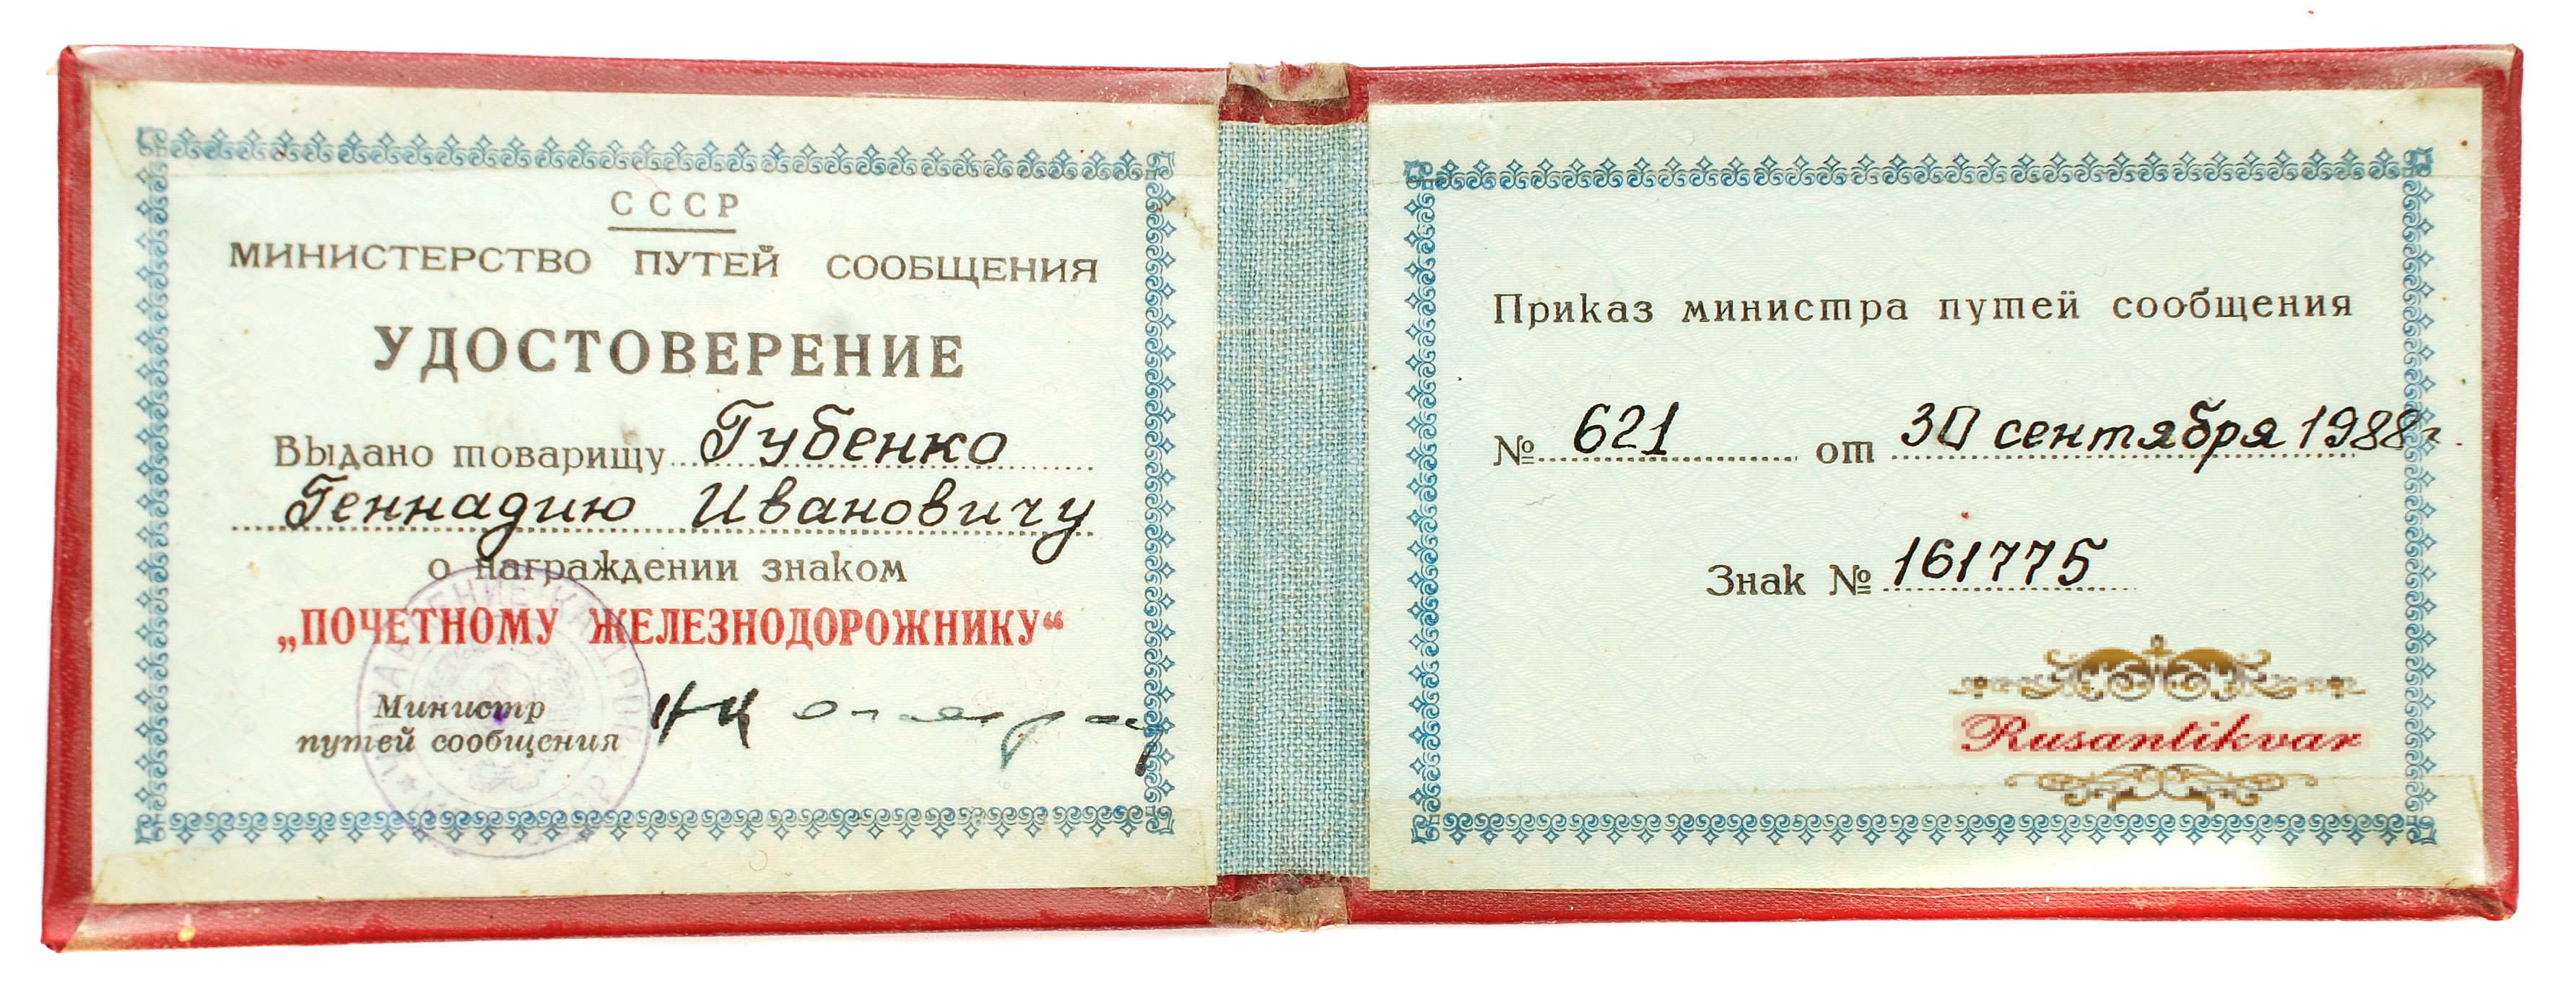 СССР
МИНИСТЕРСТВО ПУТЕЙ СООБЩЕНИЯ
УДОСТОВЕРЕНИЕ
Выдано товарищу Губенко
Геннадию Ивановичу
о награждении знаком
„ПОЧЕТНОМУ ЖЕЛЕЗНОДОРОЖНИКУ“
Министр
путей сообщения
Приказ министра путей сообщения
№ 621 от 30 сентября 1988 г.
Знак № 161775
Rusantikvar